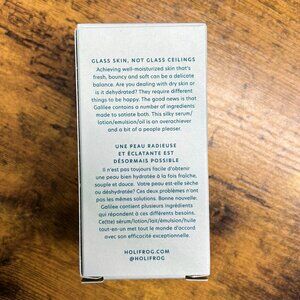 GLASS SKIN, NOT GLASS CEILINGS
Achieving well-moisturized skin that's
fresh, bouncy and soft can be a delicate
balance. Are you dealing with dry skin or
is it dehydrated? They require different
things to be happy. The good news is that
Galilee contains a number of
ingredients made to satiate both. This silky serum/
lotion/emulsion/oil is an overachiever
and a bit of a people pleaser.
UNE PEAU RADIEUSE
ET ÉCLATANTE EST
DÉSORMAIS POSSIBLE
Il n'est pas toujours facile d'obtenir
une peau bien hydratée à la fois fraîche,
souple et douce. Votre peau est-elle sèche
ou déshydratée? Ces deux problèmes n'ont
pas les mêmes solutions. Bonne nouvelle:
Galilee contient plusieurs ingrédients
qui répondent à ces différents besoins.
Ce(tte) sérum/lotion/lait/émulsion/huile
tout-en-un met tout le monde d'accord
avec son efficacité exceptionnelle.
HOLIFROG.COM
@HOLIFROG